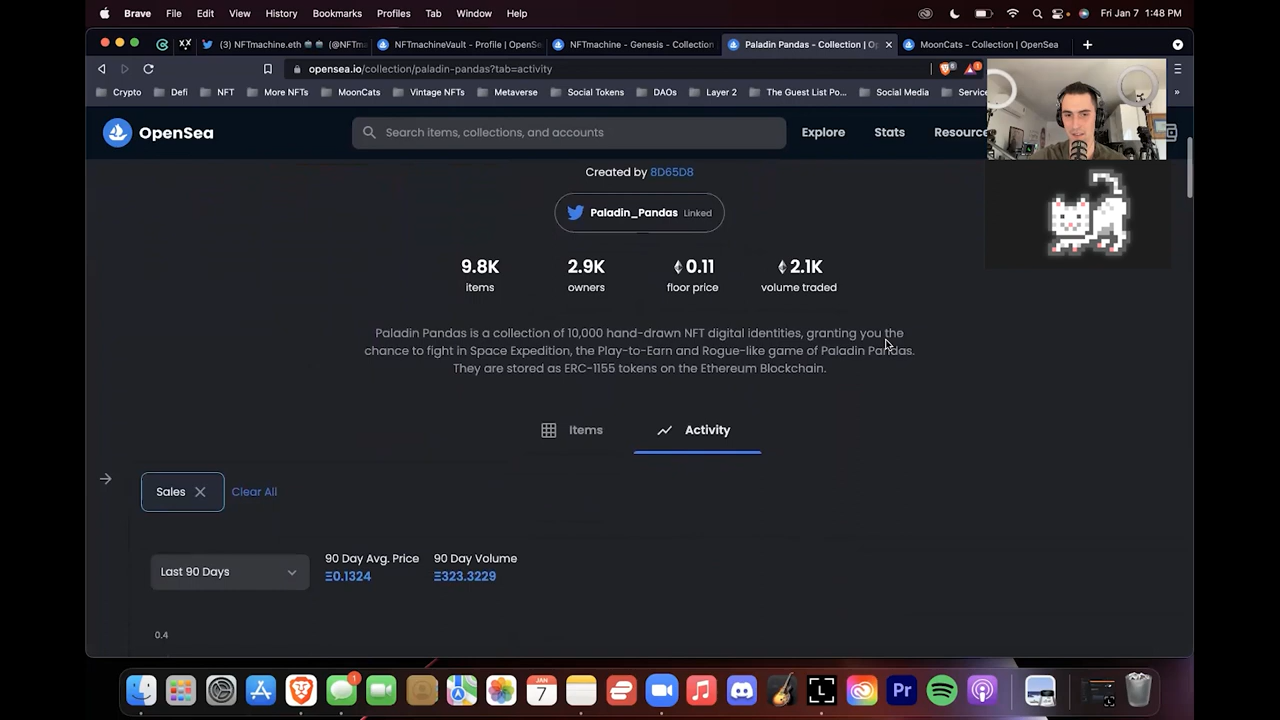 Brave File Edit View History Bookmarks Profiles Tab Window Help Fri Jan 7 1:48 PM
(3) NFTmachine.eth (@NFTm NFTmachineVault - Profile | OpenS NFTmachine - Genesis - Collection Paladin Pandas - Collection | O MoonCats - Collection | OpenSea
opensea.io/collection/paladin-pandas?tab=activity
Crypto Defi NFT More NFTs MoonCats Vintage NFTs Metaverse Social Tokens DAOs Layer 2 The Guest List Po... Social Media Servic
OpenSea Search items, collections, and accounts Explore Stats Resource
Created by 8D65D8
Paladin_Pandas Linked
9.8K 2.9K 0.11 2.1K
items owners floor price volume traded
Paladin Pandas is a collection of 10,000 hand-drawn NFT digital identities, granting you the
chance to fight in Space Expedition, the Play-to-Earn and Rogue-like game of Paladin Pandas.
They are stored as ERC-1155 tokens on the Ethereum Blockchain.
Items Activity
Sales Clear All
Last 90 Days 90 Day Avg. Price 90 Day Volume
Ξ0.1324 Ξ323.3229
0.4
JAN
7
Pr